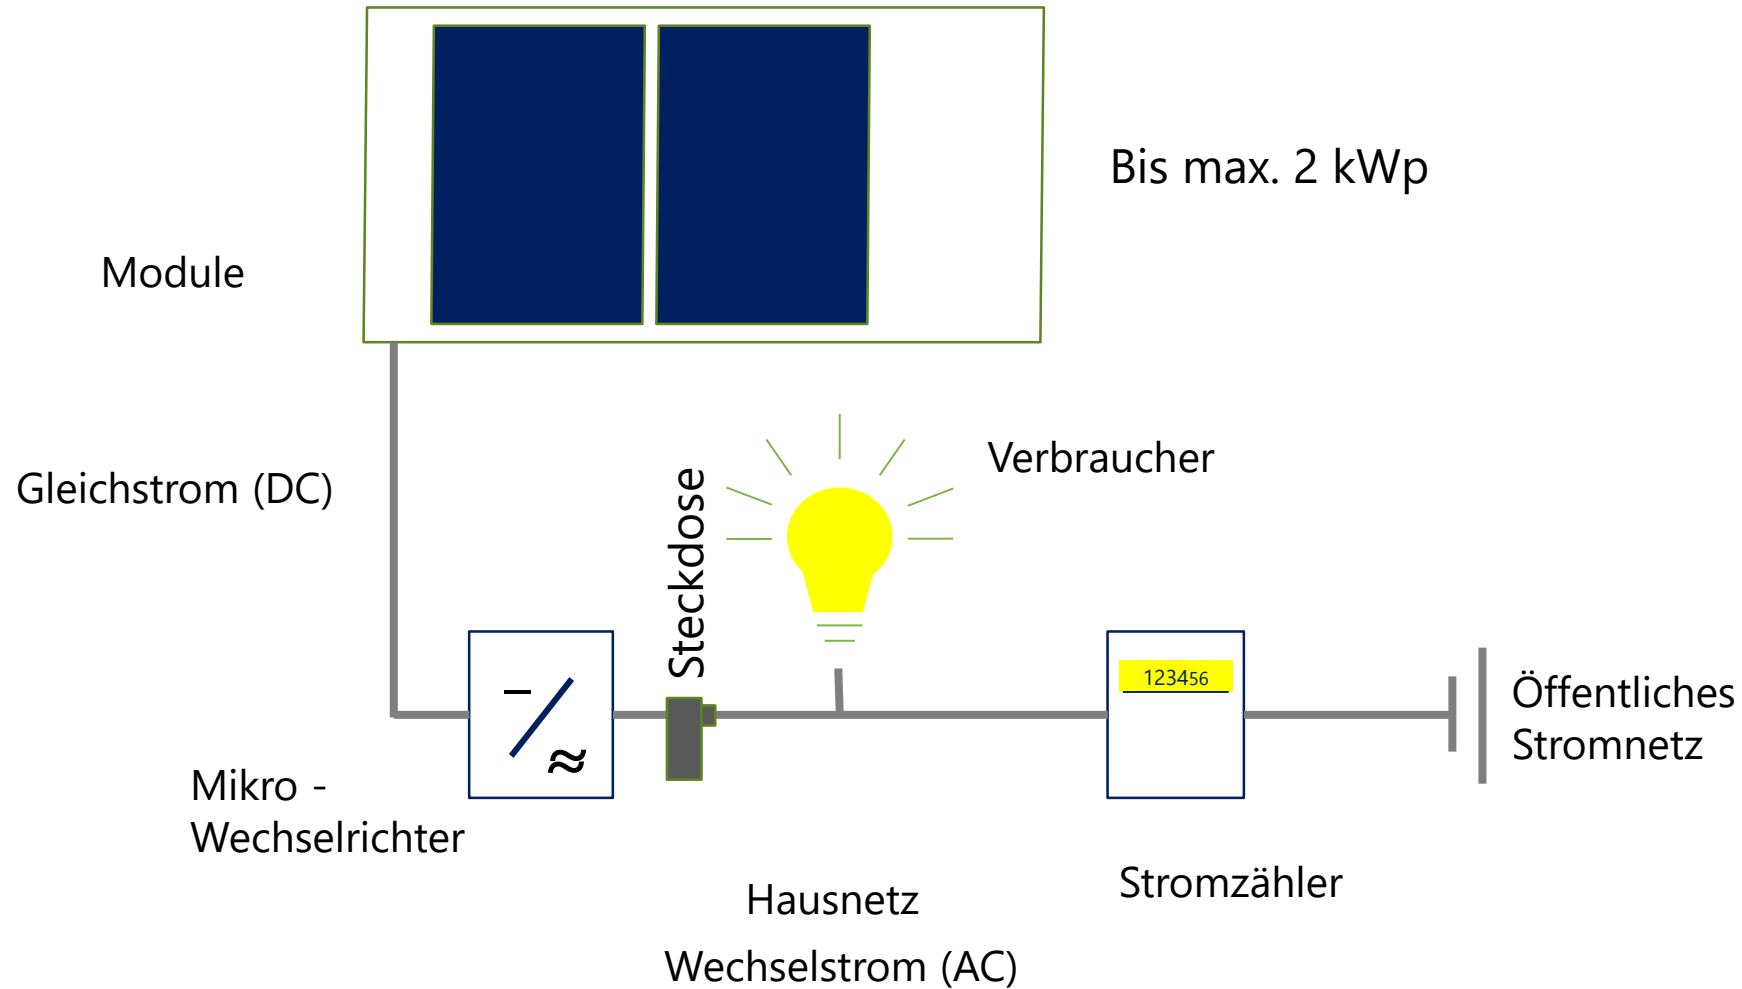 Bis max. 2 kWp
Module
Verbraucher
Gleichstrom (DC)
Steckdose
123456
Öffentliches
Stromnetz
Mikro -
Wechselrichter
Stromzähler
Hausnetz
Wechselstrom (AC)